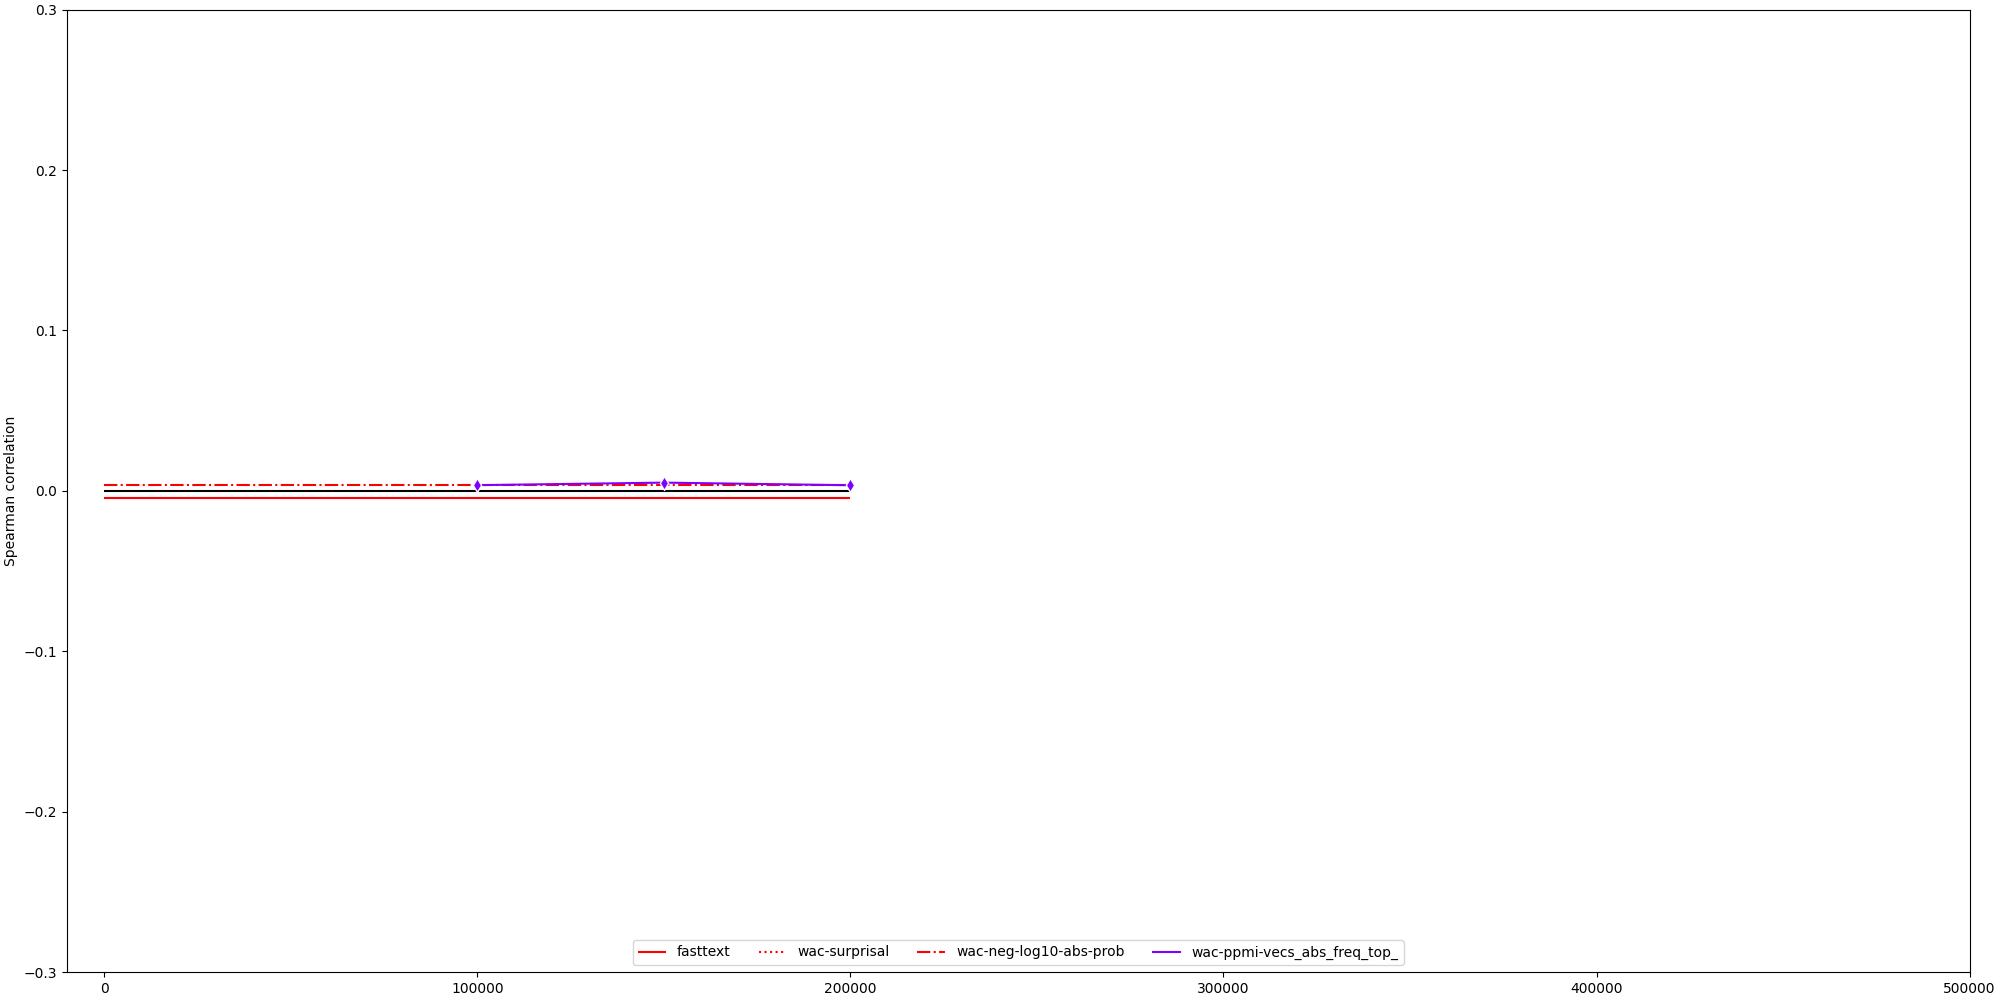 0.3
0.2
0.1
0.0
−0.1
−0.2
−0.3
Spearman correlation
0 100000 200000 300000 400000 500000
fasttext wac-surprisal wac-neg-log10-abs-prob wac-ppmi-vecs_abs_freq_top_